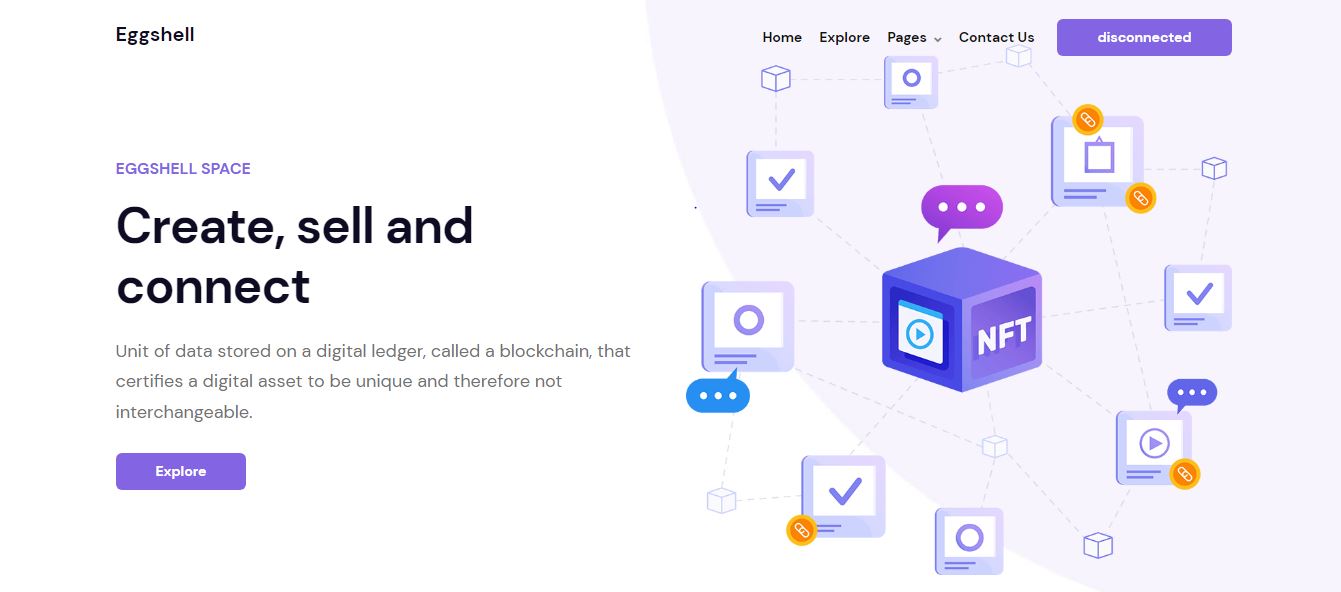 Eggshell
Home Explore Pages Contact Us disconnected
EGGSHELL SPACE
Create, sell and
connect
Unit of data stored on a digital ledger, called a blockchain, that
certifies a digital asset to be unique and therefore not
interchangeable.
Explore
NFT